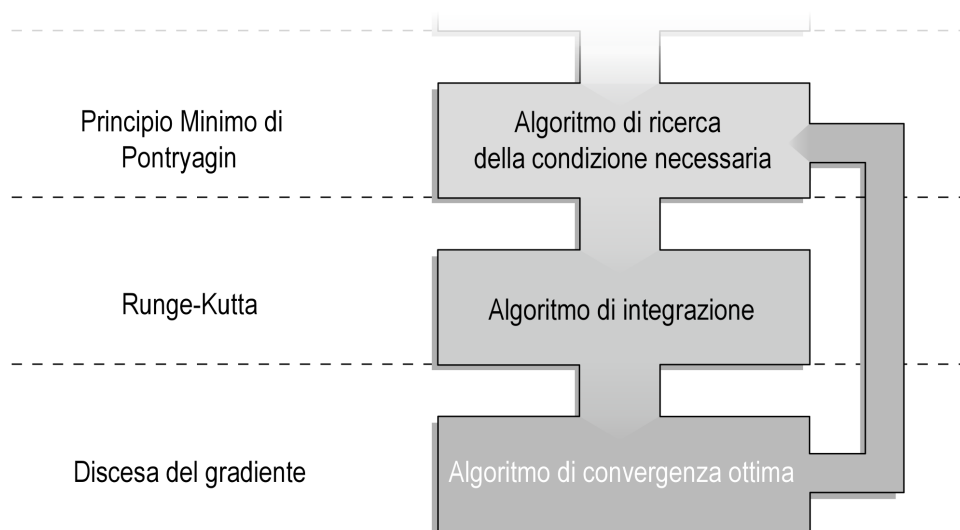 Principio Minimo di
Pontryagin
Algoritmo di ricerca
della condizione necessaria
Runge-Kutta
Algoritmo di integrazione
Discesa del gradiente
Algoritmo di convergenza ottima